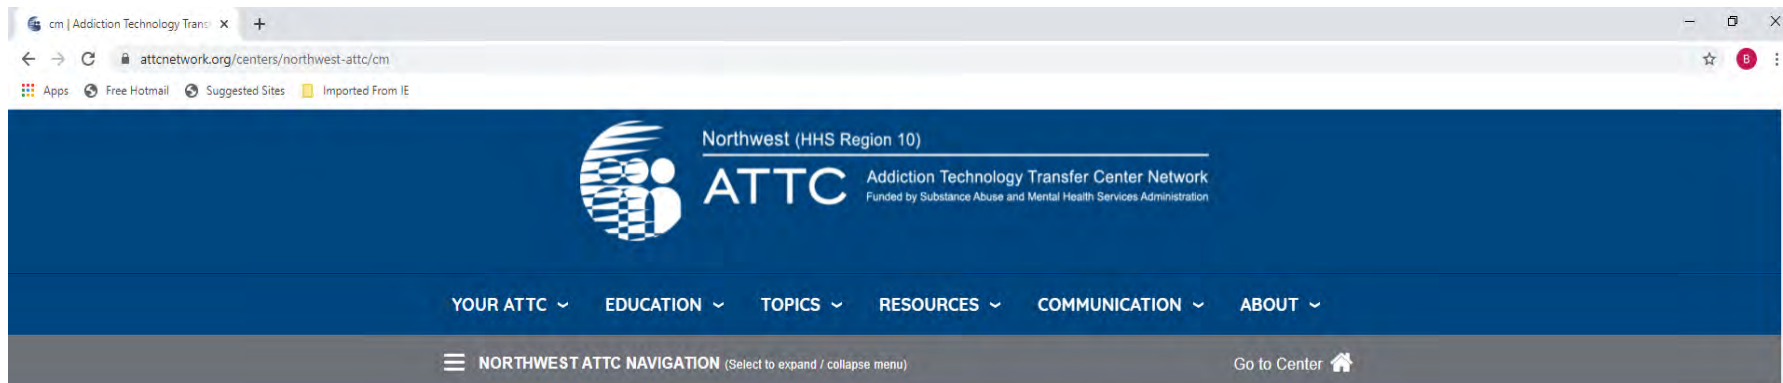 cm | Addiction Technology Trans
attcnetwork.org/centers/northwest-attc/cm
B
Apps Free Hotmail Suggested Sites Imported From IE
Northwest (HHS Region 10)
ATTC
Addiction Technology Transfer Center Network
Funded by Substance Abuse and Mental Health Services Administration
YOUR ATTC EDUCATION TOPICS RESOURCES COMMUNICATION ABOUT
NORTHWEST ATTC NAVIGATION (Select to expand / collapse menu) Go to Center